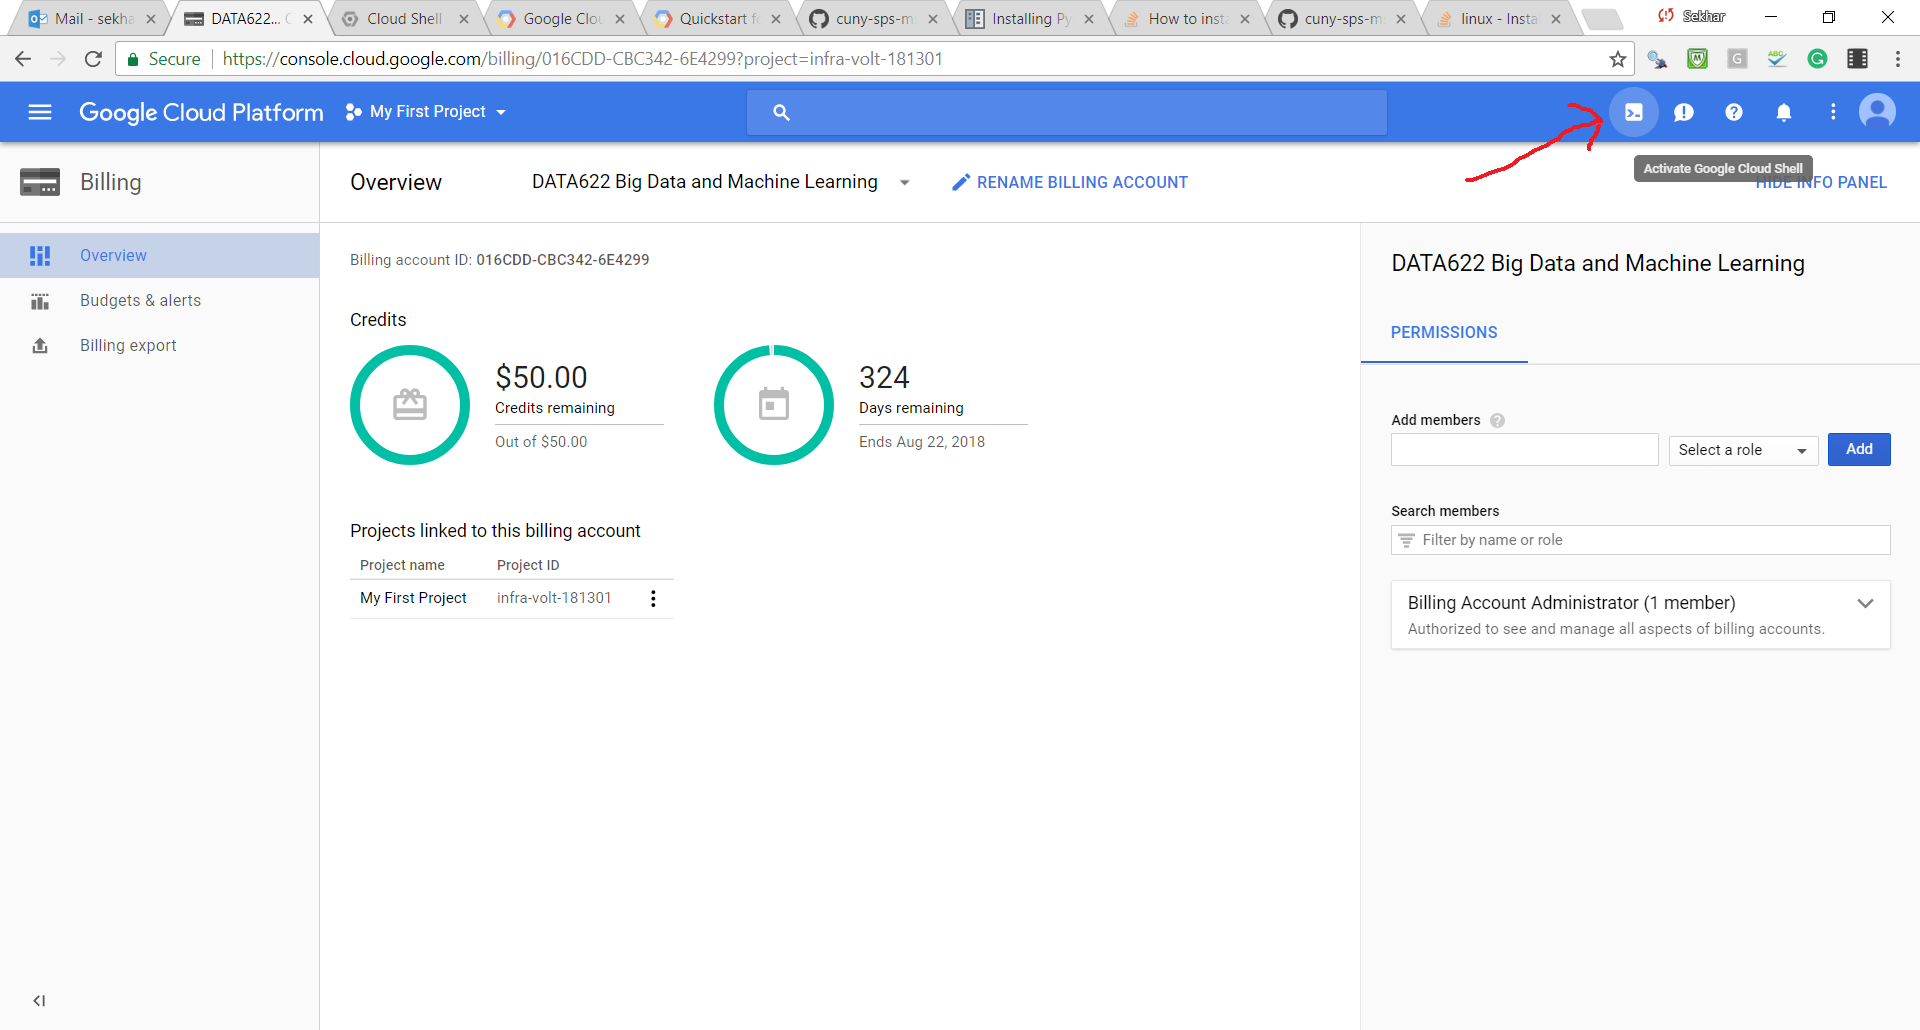 Mail - sekha
DATA622...
Cloud Shell
Google Clou
Quickstart fo
cuny-sps-m
Installing Py
How to insta
cuny-sps-m
linux - Insta
Sekhar
Secure
https://console.cloud.google.com/billing/016CDD-CBC342-6E4299?project=infra-volt-181301
G
ABC
G
Google Cloud Platform
My First Project
Billing
Overview
DATA622 Big Data and Machine Learning
RENAME BILLING ACCOUNT
Activate Google Cloud Shell
HIDE INFO PANEL
Overview
Budgets & alerts
Billing export
Billing account ID: 016CDD-CBC342-6E4299
Credits
$50.00
Credits remaining
Out of $50.00
324
Days remaining
Ends Aug 22, 2018
Projects linked to this billing account
Project name Project ID
My First Project infra-volt-181301
DATA622 Big Data and Machine Learning
PERMISSIONS
Add members
Select a role
Add
Search members
Filter by name or role
Billing Account Administrator (1 member)
Authorized to see and manage all aspects of billing accounts.